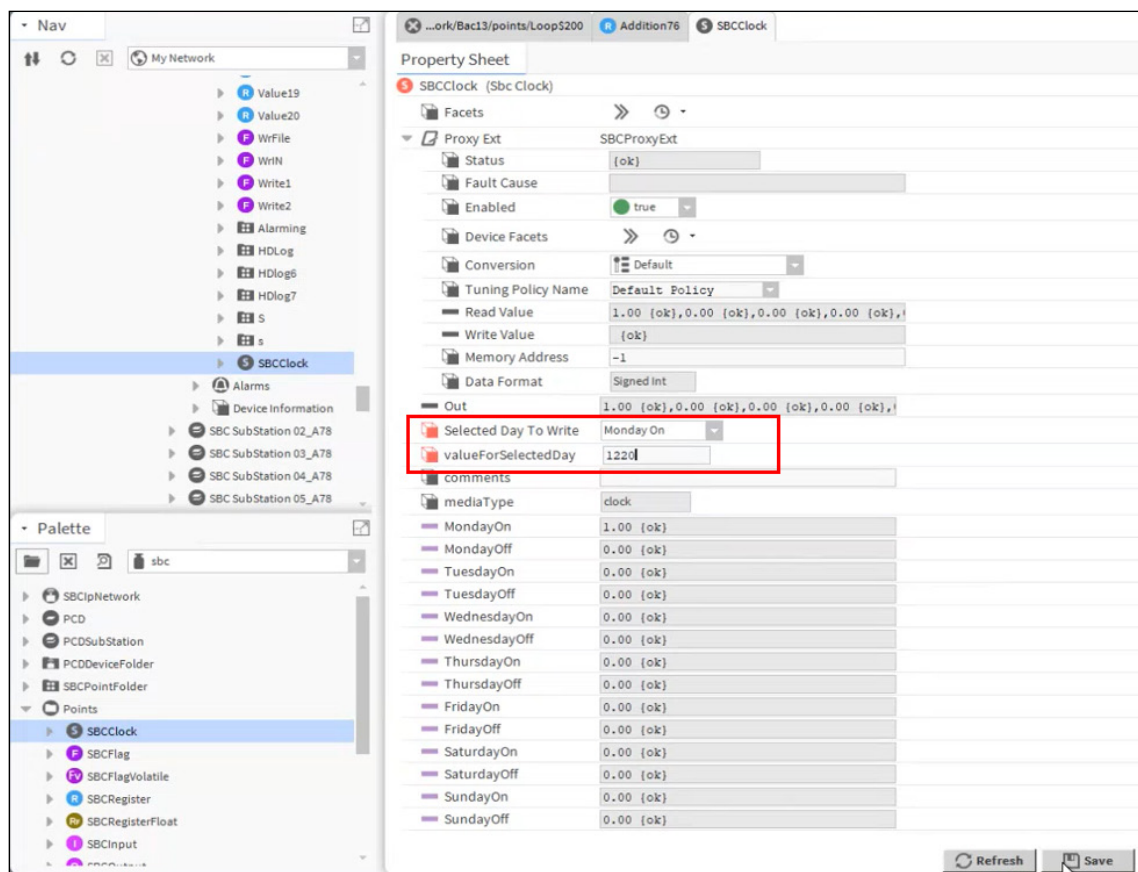 Nav
My Network
Value19
Value20
WrFile
WrIN
Write1
Write2
Alarming
HDLog
HDlog6
HDlog7
S
s
SBCClock
Alarms
Device Information
SBC SubStation 02_A78
SBC SubStation 03_A78
SBC SubStation 04_A78
SBC SubStation 05_A78
Palette
sbc
SBCIpNetwork
PCD
PCDSubStation
PCDDeviceFolder
SBCPointFolder
Points
SBCClock
SBCFlag
SBCFlagVolatile
SBCRegister
SBCRegisterFloat
SBCInput
...ork/Bac13/points/Loop$200 Addition76 SBCClock
Property Sheet
SBCClock (Sbc Clock)
Facets
Proxy Ext SBCProxyExt
Status {ok}
Fault Cause
Enabled true
Device Facets
Conversion Default
Tuning Policy Name Default Policy
Read Value 1.00 {ok},0.00 {ok},0.00 {ok},0.00 {ok},
Write Value {ok}
Memory Address -1
Data Format Signed Int
Out 1.00 {ok},0.00 {ok},0.00 {ok},0.00 {ok},
Selected Day To Write Monday On
valueForSelectedDay 1220
comments
mediaType clock
MondayOn 1.00 {ok}
MondayOff 0.00 {ok}
TuesdayOn 0.00 {ok}
TuesdayOff 0.00 {ok}
WednesdayOn 0.00 {ok}
WednesdayOff 0.00 {ok}
ThursdayOn 0.00 {ok}
ThursdayOff 0.00 {ok}
FridayOn 0.00 {ok}
FridayOff 0.00 {ok}
SaturdayOn 0.00 {ok}
SaturdayOff 0.00 {ok}
SundayOn 0.00 {ok}
SundayOff 0.00 {ok}
Refresh Save